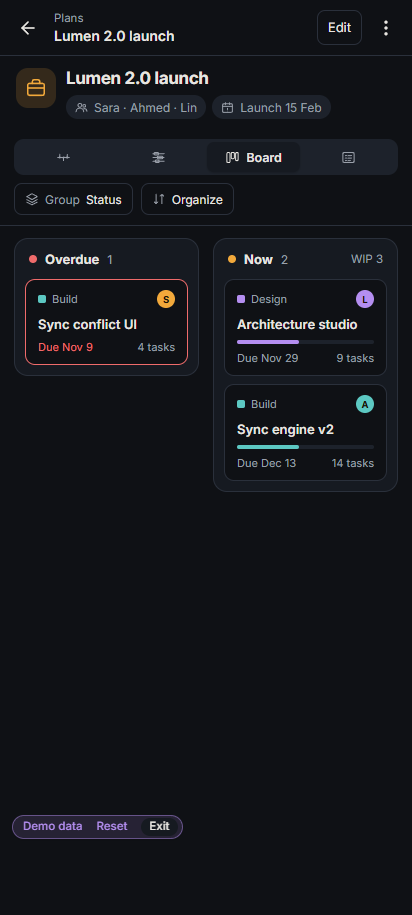 Plans
Lumen 2.0 launch
Edit
Lumen 2.0 launch
Sara · Ahmed · Lin
Launch 15 Feb
Board
Group Status
Organize
Overdue 1
Build
S
Sync conflict UI
Due Nov 9
4 tasks
Now 2
WIP 3
Design
L
Architecture studio
Due Nov 29
9 tasks
Build
A
Sync engine v2
Due Dec 13
14 tasks
Demo data
Reset
Exit